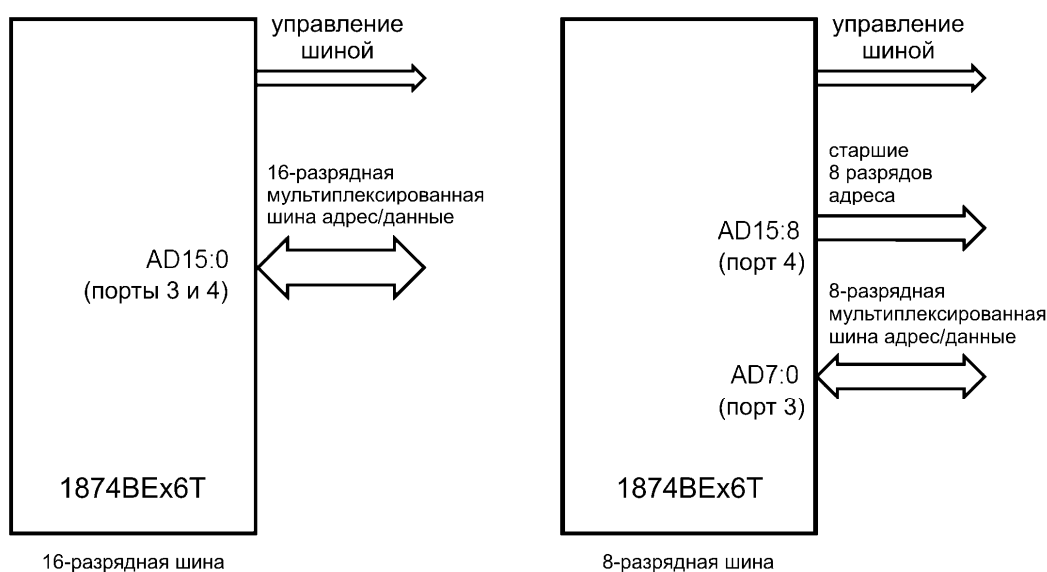 управление
шиной
16-разрядная
мультиплексированная
шина адрес/данные
AD15:0
(порты 3 и 4)
1874ВЕх6Т
16-разрядная шина
управление
шиной
старшие
8 разрядов
адреса
AD15:8
(порт 4)
8-разрядная
мультиплексированная
шина адрес/данные
AD7:0
(порт 3)
1874ВЕх6Т
8-разрядная шина